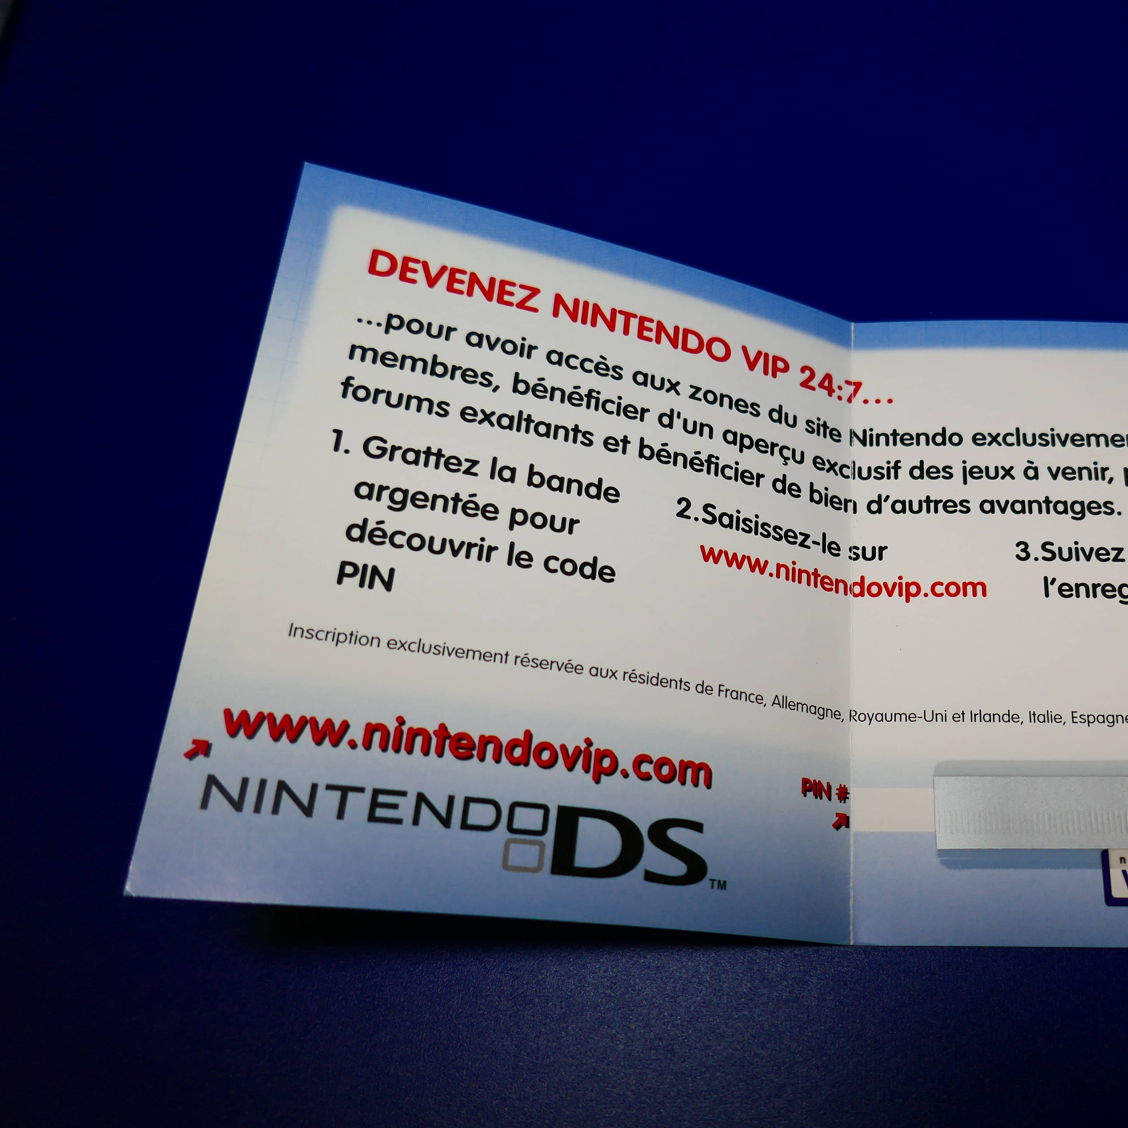 DEVENEZ NINTENDO VIP 24:7...
...pour avoir accès aux zones du site Nintendo
membres, bénéficier d'un aperçu exclusif des jeux à venir,
forums exaltants et bénéficier de bien d'autres avantages.
1. Grattez la bande
argentée pour
découvrir le code
PIN
2.Saisissez-le sur
www.nintendovip.com
3.Suivez
Inscription exclusivement réservée aux résidents de France, Allemagne, Royaume-Uni et Irlande, Italie, Espagne
www.nintendovip.com
PIN #
NINTENDO DS™